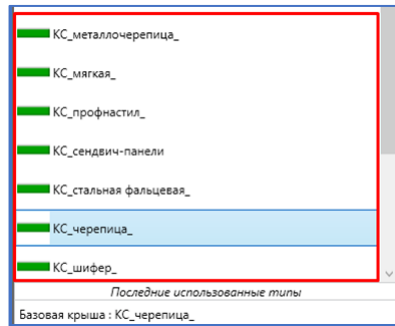 КС_металлочерепица_
КС_мягкая_
КС_профнастил_
КС_сендвич-панели
КС_стальная фальцевая_
КС_черепица_
КС_шифер_
Последние использованные типы
Базовая крыша : КС_черепица_